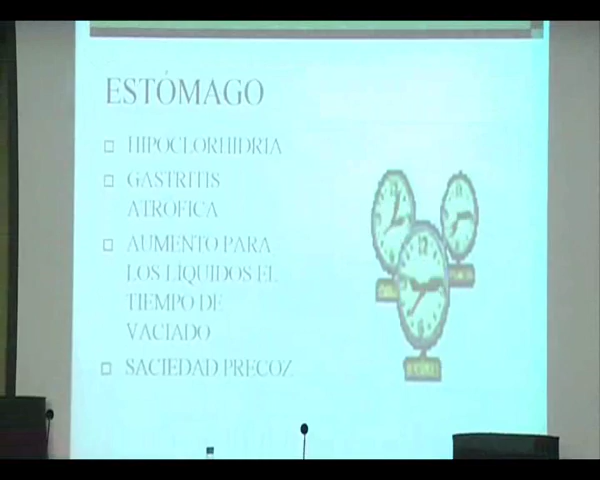 ESTÓMAGO
HIPOCLORHIDRIA
GASTRITIS
ATROFICA
AUMENTO PARA
LOS LIQUIDOS EL
TIEMPO DE
VACIADO
SACIEDAD PRECOZ